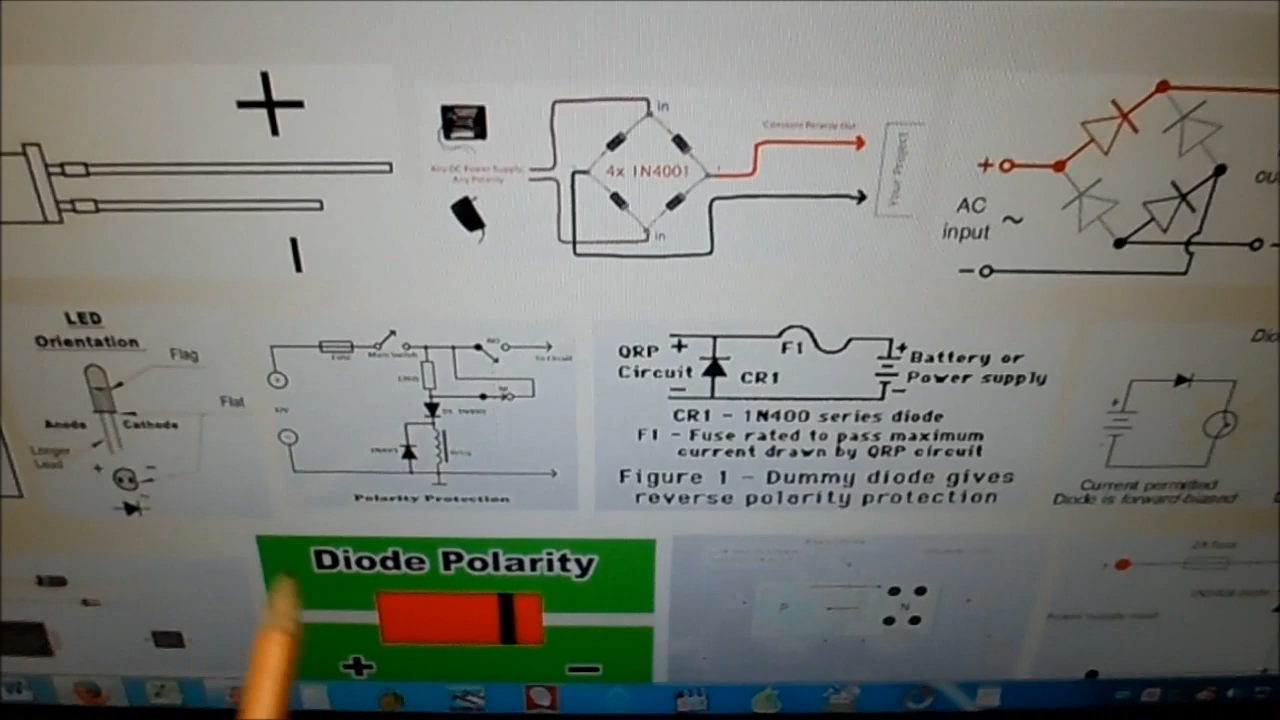 +
−
in
Any DC Power Supply,
Any Polarity
4x 1N4001
in
Constant Polarity Out
Your Project
+
AC
input
~
−
ou
−
LED
Orientation
Flag
Flat
Anode
Cathode
Longer
Lead
+
−
Main Switch
To Circuit
Polarity Protection
QRP
Circuit
+
−
F1
CR1
+
−
Battery or
Power supply
CR1 - 1N400 series diode
F1 - Fuse rated to pass maximum
current drawn by QRP circuit
Figure 1 - Dummy diode gives
reverse polarity protection
Dio
+
−
Current permitted
Diode is forward-biased
Diode Polarity
+
−
P
N